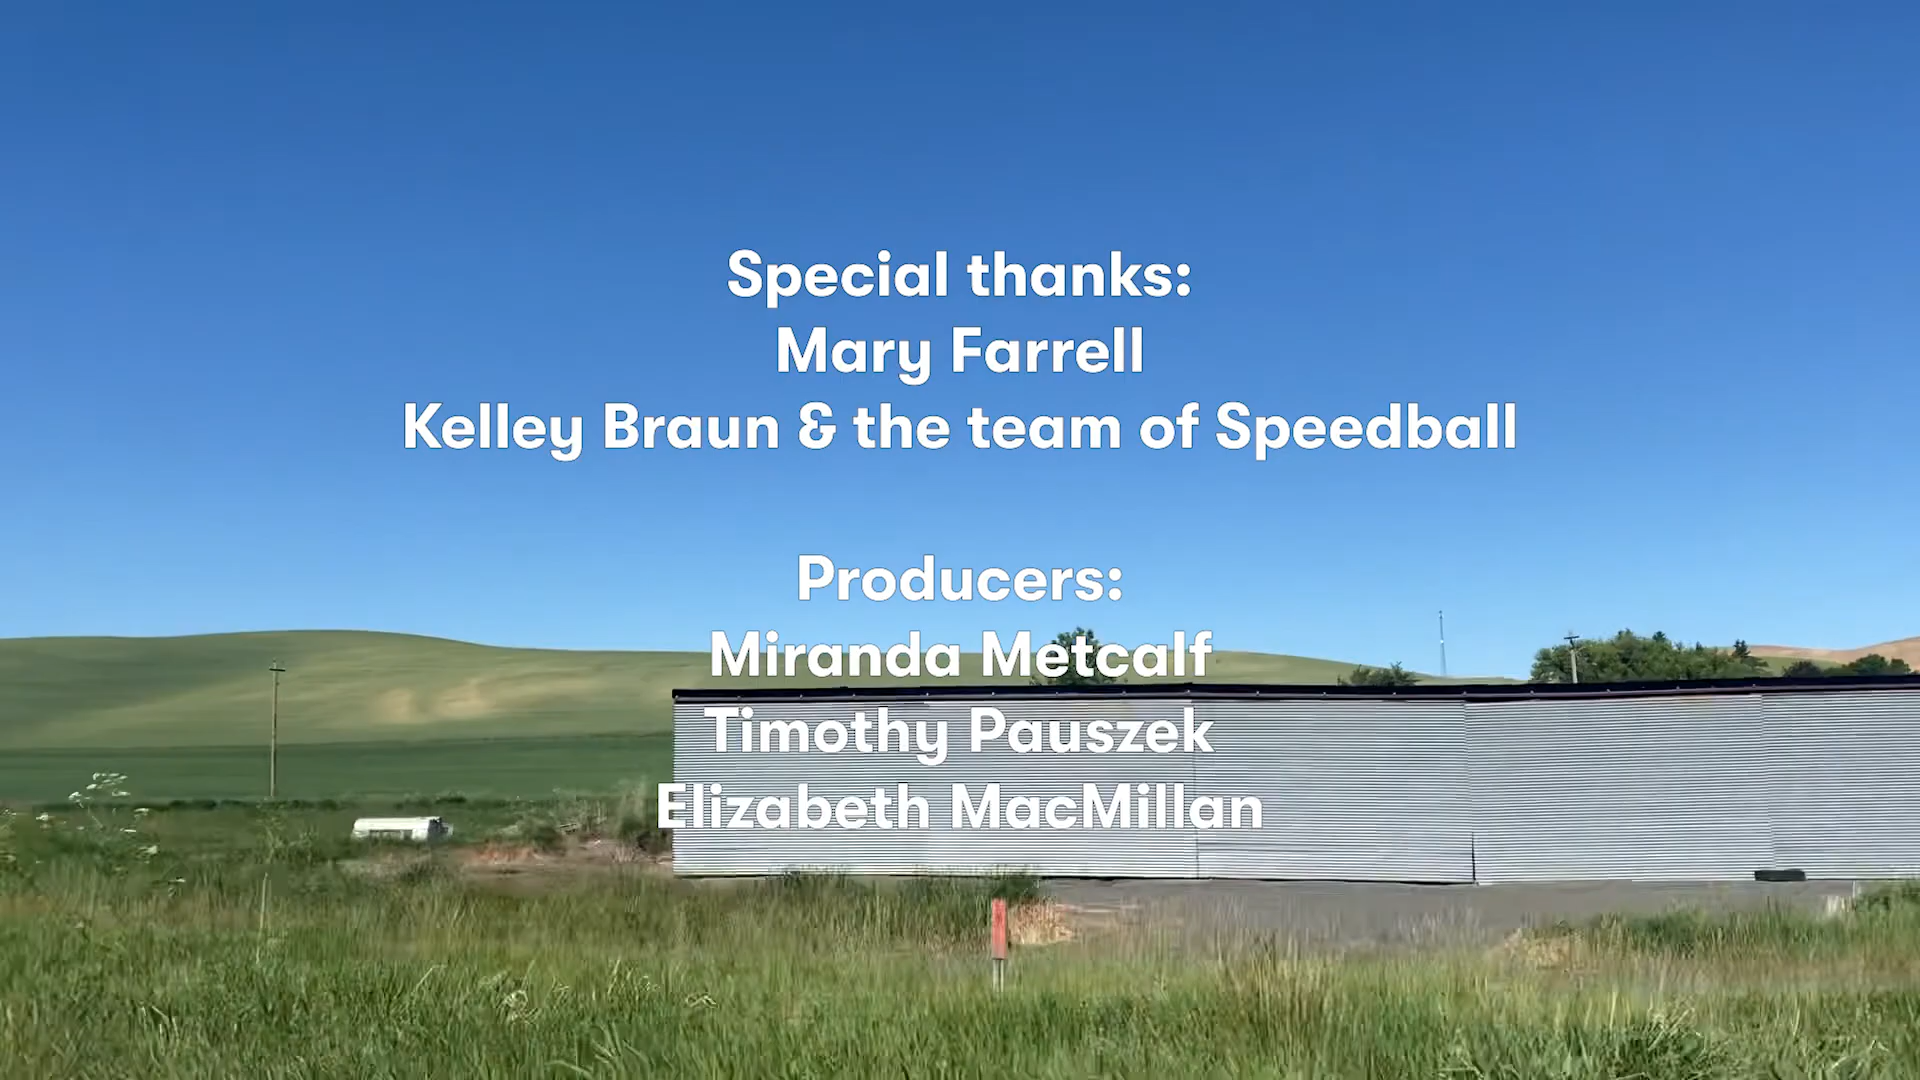 Special thanks:
Mary Farrell
Kelley Braun & the team of Speedball
Producers:
Miranda Metcalf
Timothy Pauszek
Elizabeth MacMillan